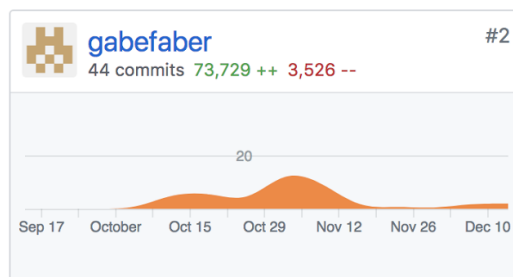 gabefaber
#2
44 commits 73,729 ++ 3,526 --
20
Sep 17 October Oct 15 Oct 29 Nov 12 Nov 26 Dec 10